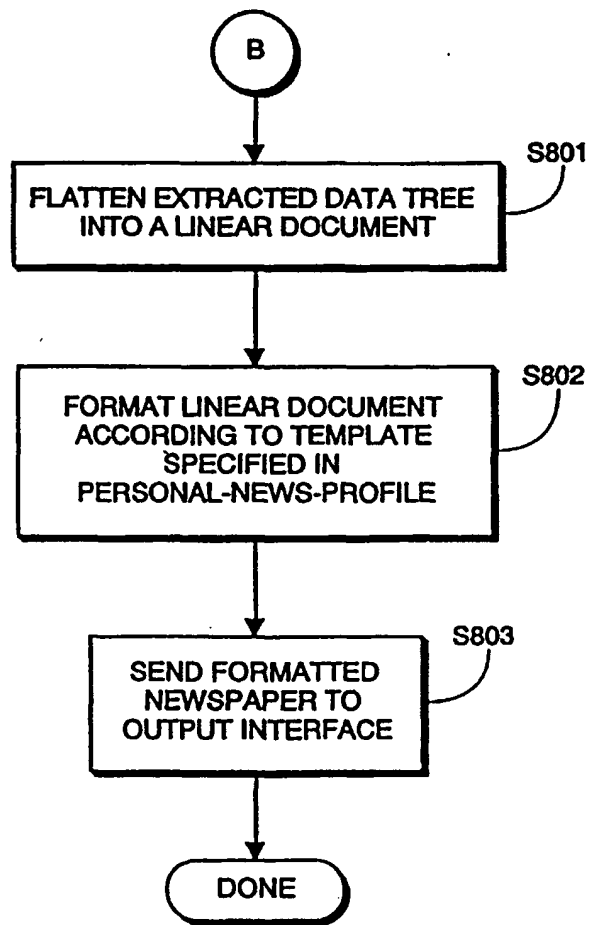 B
S801
FLATTEN EXTRACTED DATA TREE
INTO A LINEAR DOCUMENT
S802
FORMAT LINEAR DOCUMENT
ACCORDING TO TEMPLATE
SPECIFIED IN
PERSONAL-NEWS-PROFILE
S803
SEND FORMATTED
NEWSPAPER TO
OUTPUT INTERFACE
DONE